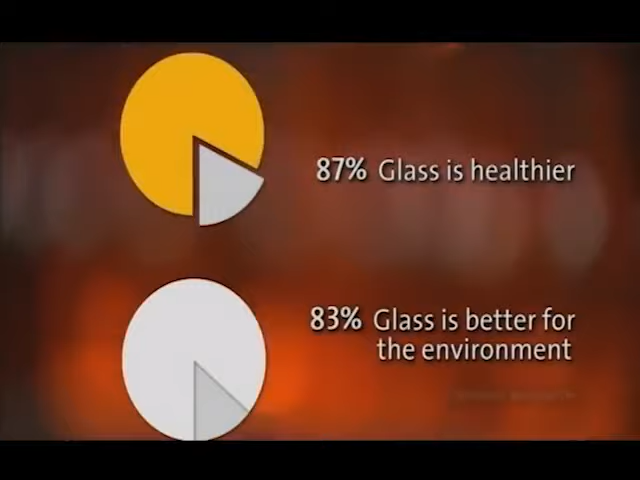 87% Glass is healthier
83% Glass is better for
the environment